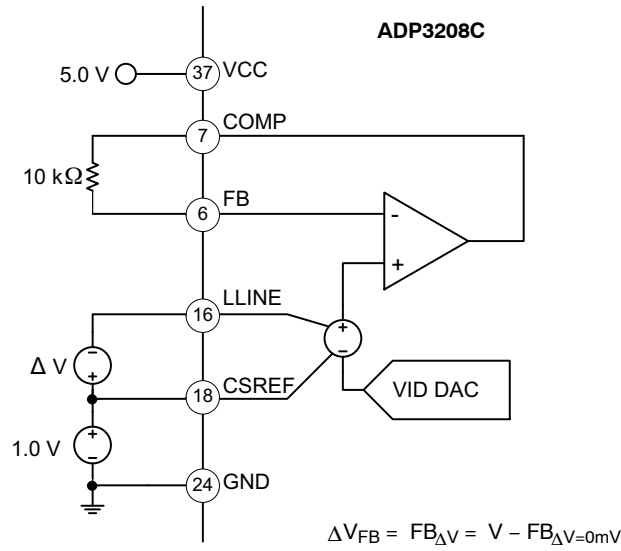 ADP3208C
5.0 V
37
VCC
7
COMP
10 kΩ
6
FB
-
+
16
LLINE
+
-
-
Δ V
+
18
CSREF
VID DAC
+
1.0 V
-
24
GND
ΔVFB = FBΔV = V – FBΔV=0mV